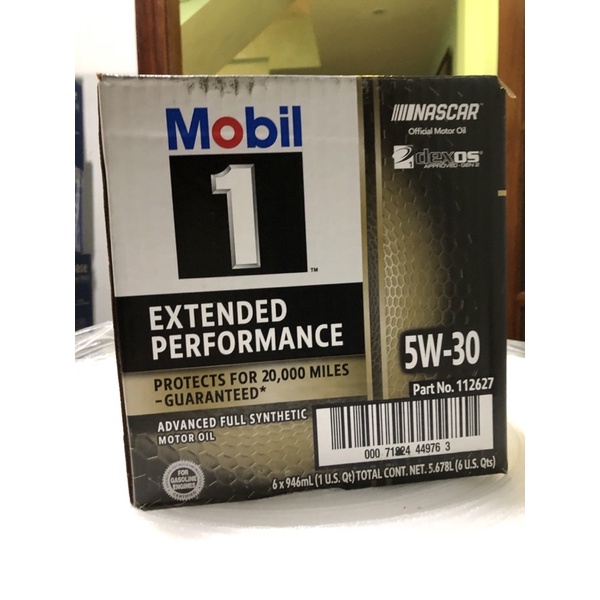 Mobil
1
™
NASCAR
Official Motor Oil
dexos®
1
APPROVED-GEN 2
EXTENDED
PERFORMANCE
PROTECTS FOR 20,000 MILES
–GUARANTEED*
ADVANCED FULL SYNTHETIC
MOTOR OIL
5W-30
Part No. 112627
000 71924 44976 3
FOR
GASOLINE
ENGINES
6 x 946mL (1 U.S. Qt) TOTAL CONT. NET. 5.678L (6 U.S. Qts)